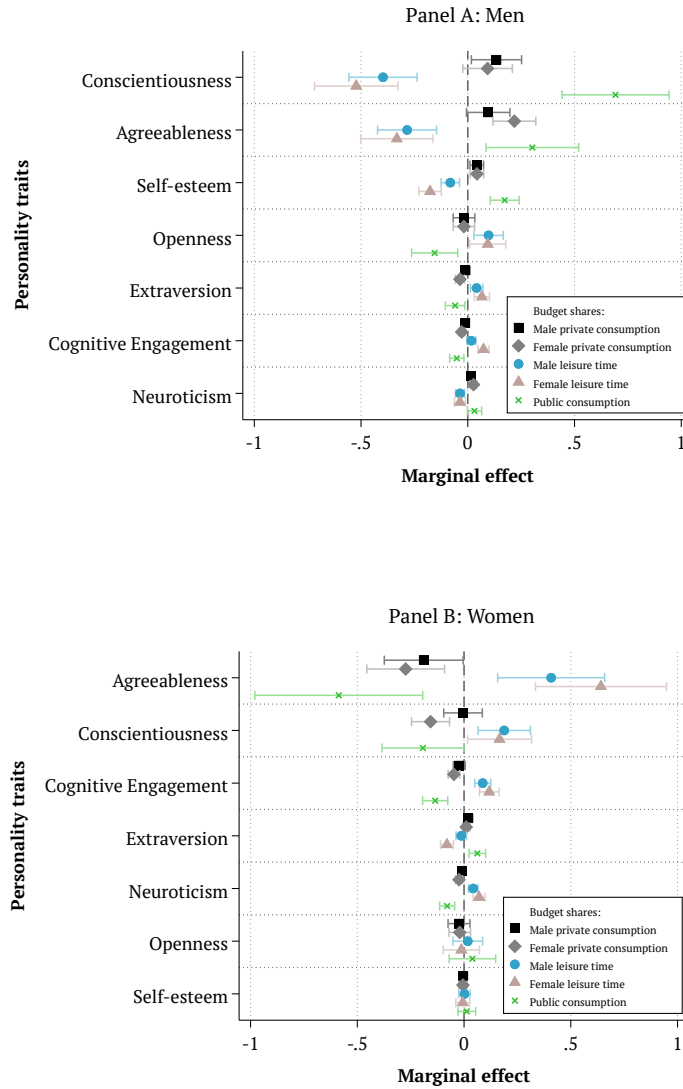 Panel A: Men
Personality traits
Conscientiousness
Agreeableness
Self-esteem
Openness
Extraversion
Cognitive Engagement
Neuroticism
Budget shares:
Male private consumption
Female private consumption
Male leisure time
Female leisure time
Public consumption
-1
-.5
0
.5
1
Marginal effect
Panel B: Women
Personality traits
Agreeableness
Conscientiousness
Cognitive Engagement
Extraversion
Neuroticism
Openness
Self-esteem
Budget shares:
Male private consumption
Female private consumption
Male leisure time
Female leisure time
Public consumption
-1
-.5
0
.5
1
Marginal effect